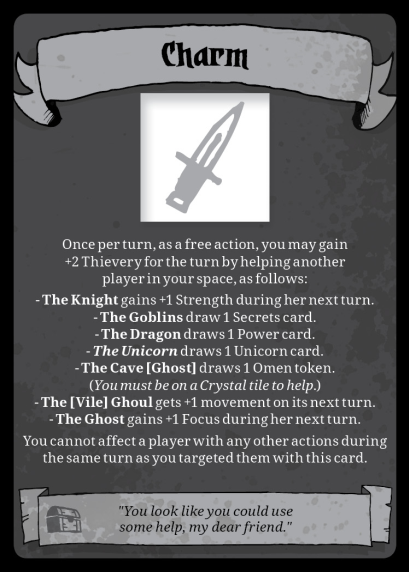 Charm
Once per turn, as a free action, you may gain
+2 Thievery for the turn by helping another
player in your space, as follows:
- The Knight gains +1 Strength during her next turn.
- The Goblins draw 1 Secrets card.
- The Dragon draws 1 Power card.
- The Unicorn draws 1 Unicorn card.
- The Cave [Ghost] draws 1 Omen token.
(You must be on a Crystal tile to help.)
- The [Vile] Ghoul gets +1 movement on its next turn.
- The Ghost gains +1 Focus during her next turn.
You cannot affect a player with any other actions during
the same turn as you targeted them with this card.
"You look like you could use
some help, my dear friend."